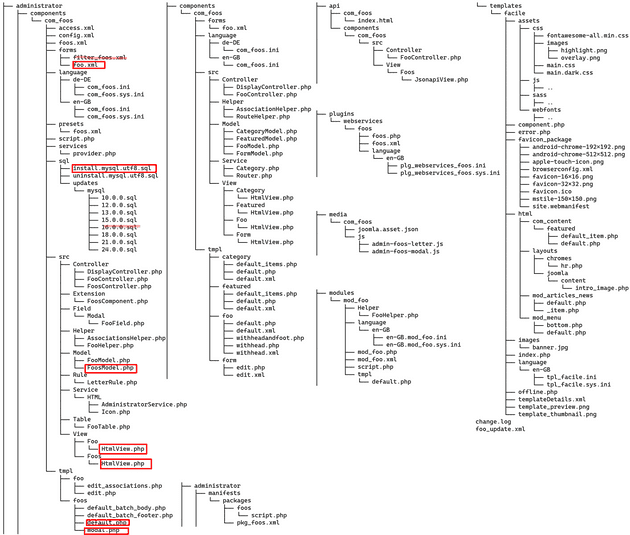 administrator
components
com_foos
access.xml
config.xml
foos.xml
forms
filter_foos.xml
foo.xml
language
de-DE
com_foos.ini
com_foos.sys.ini
en-GB
com_foos.ini
com_foos.sys.ini
presets
foos.xml
script.php
services
provider.php
sql
install.mysql.utf8.sql
uninstall.mysql.utf8.sql
updates
mysql
10.0.0.sql
12.0.0.sql
13.0.0.sql
15.0.0.sql
16.0.0.sql
18.0.0.sql
21.0.0.sql
24.0.0.sql
src
Controller
DisplayController.php
FooController.php
FoosController.php
Extension
FoosComponent.php
Field
Modal
FooField.php
Helper
AssociationsHelper.php
FooHelper.php
Model
FooModel.php
FoosModel.php
Rule
LetterRule.php
Service
HTML
AdministratorService.php
Icon.php
Table
FooTable.php
View
Foo
HtmlView.php
Foos
HtmlView.php
tmpl
foo
edit_associations.php
edit.php
foos
default_batch_body.php
default_batch_footer.php
default.php
modal.php
components
com_foos
forms
foo.xml
language
de-DE
com_foos.ini
en-GB
com_foos.ini
src
Controller
DisplayController.php
FooController.php
Helper
AssociationHelper.php
RouteHelper.php
Model
CategoryModel.php
FeaturedModel.php
FooModel.php
FormModel.php
Service
Category.php
Router.php
View
Category
HtmlView.php
Featured
HtmlView.php
Foo
HtmlView.php
Form
HtmlView.php
tmpl
category
default_items.php
default.php
default.xml
featured
default_items.php
default.php
default.xml
foo
default.php
default.xml
withheadandfoot.php
withhead.php
withhead.xml
form
edit.php
edit.xml
administrator
manifests
packages
foos
script.php
pkg_foos.xml
api
com_foos
index.html
components
com_foos
src
Controller
FooController.php
View
Foos
JsonapiView.php
plugins
webservices
foos
foos.php
foos.xml
language
en-GB
plg_webservices_foos.ini
plg_webservices_foos.sys.ini
media
com_foos
joomla.asset.json
js
admin-foos-letter.js
admin-foos-modal.js
modules
mod_foo
Helper
FooHelper.php
language
en-GB
en-GB.mod_foo.ini
en-GB.mod_foo.sys.ini
mod_foo.php
mod_foo.xml
script.php
tmpl
default.php
templates
facile
assets
css
fontawesome-all.min.css
images
highlight.png
overlay.png
main.css
main.dark.css
js
..
sass
..
webfonts
..
component.php
error.php
favicon_package
android-chrome-192x192.png
android-chrome-512x512.png
apple-touch-icon.png
browserconfig.xml
favicon-16x16.png
favicon-32x32.png
favicon.ico
mstile-150x150.png
site.webmanifest
html
com_content
featured
default_item.php
default.php
layouts
chromes
hr.php
joomla
content
intro_image.php
mod_articles_news
default.php
_item.php
mod_menu
bottom.php
default.php
images
banner.jpg
index.php
language
en-GB
tpl_facile.ini
tpl_facile.sys.ini
offline.php
templateDetails.xml
template_preview.png
template_thumbnail.png
change.log
foo_update.xml